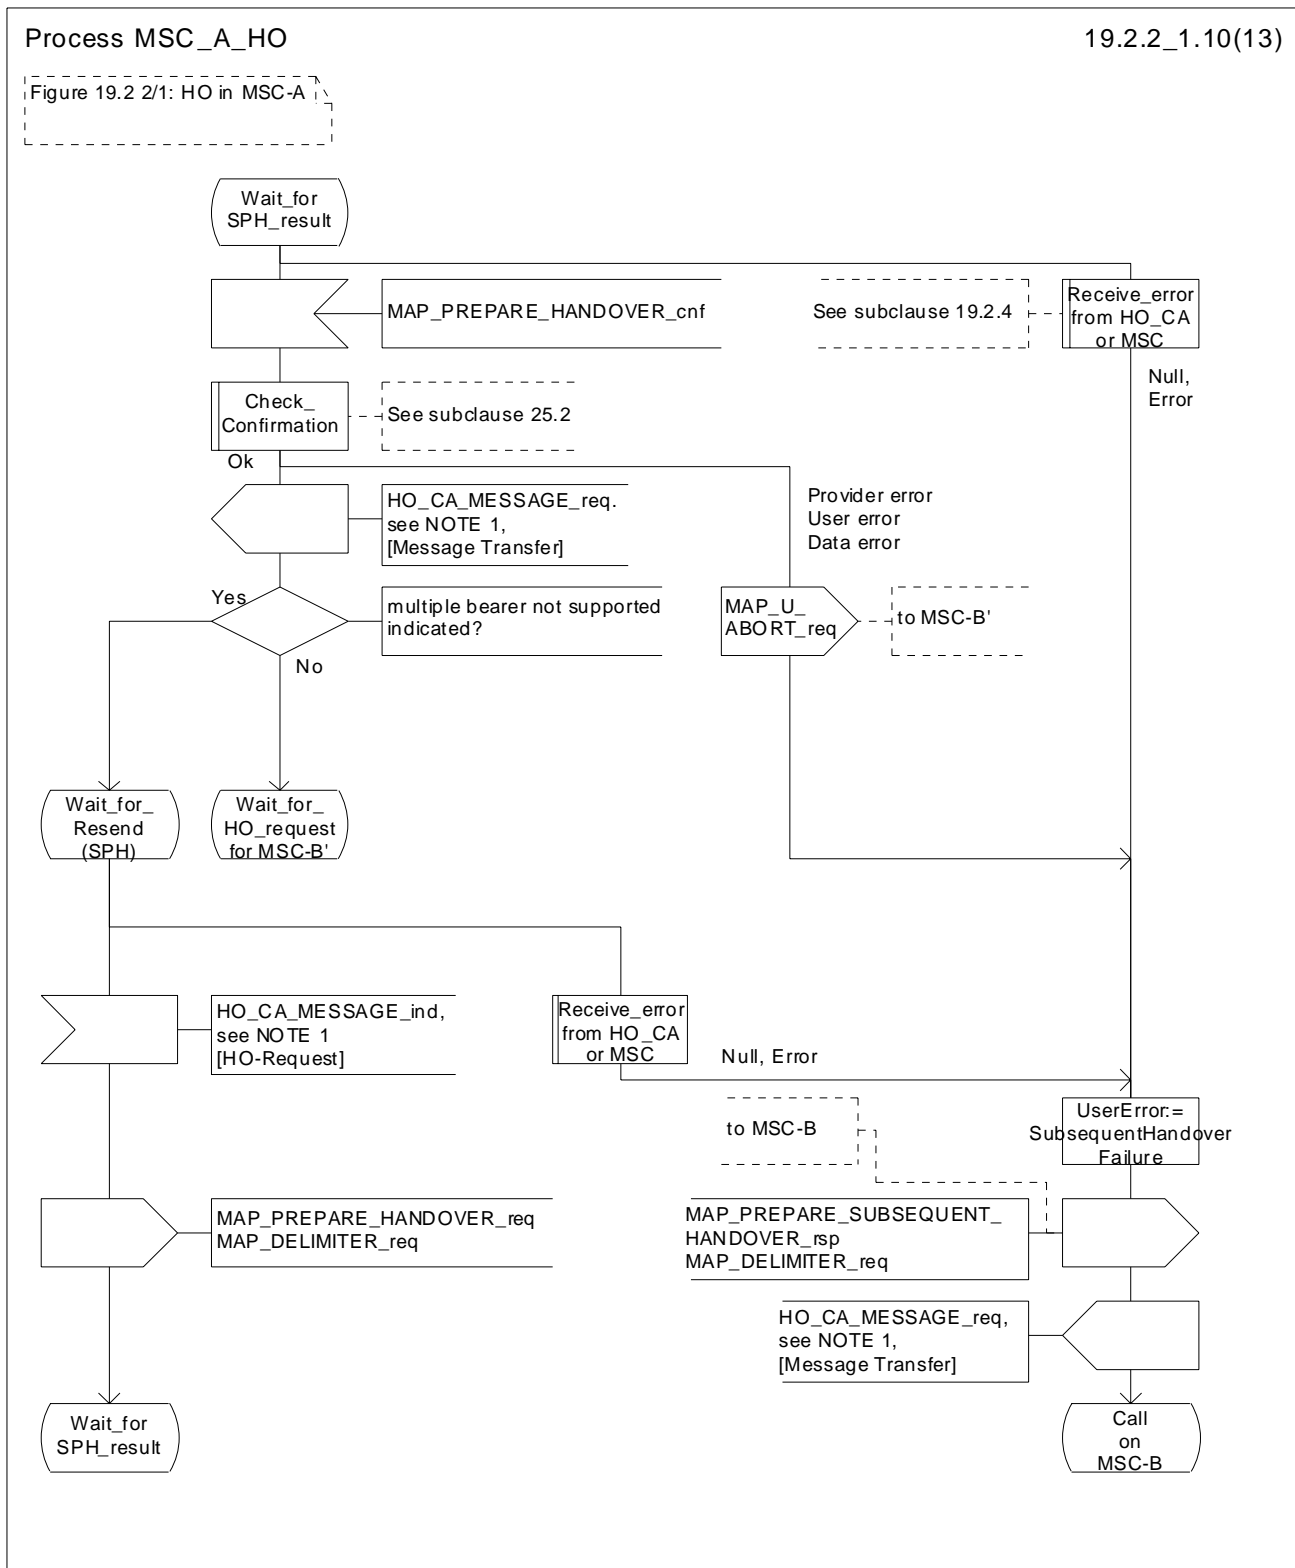 Process MSC_A_HO
19.2.2_1.10(13)
Figure 19.2 2/1: HO in MSC-A
Wait_for
SPH_result
MAP_PREPARE_HANDOVER_cnf
See subclause 19.2.4
Receive_error
from HO_CA
or MSC
Null,
Error
Check_
Confirmation
See subclause 25.2
Ok
HO_CA_MESSAGE_req.
see NOTE 1,
[Message Transfer]
Provider error
User error
Data error
Yes
multiple bearer not supported
indicated?
MAP_U_
ABORT_req
to MSC-B'
No
Wait_for_
Resend
(SPH)
Wait_for_
HO_request
for MSC-B'
HO_CA_MESSAGE_ind,
see NOTE 1
[HO-Request]
Receive_error
from HO_CA
or MSC
Null, Error
to MSC-B
UserError:=
SubsequentHandover
Failure
MAP_PREPARE_HANDOVER_req
MAP_DELIMITER_req
MAP_PREPARE_SUBSEQUENT_
HANDOVER_rsp
MAP_DELIMITER_req
HO_CA_MESSAGE_req,
see NOTE 1,
[Message Transfer]
Wait_for
SPH_result
Call
on
MSC-B